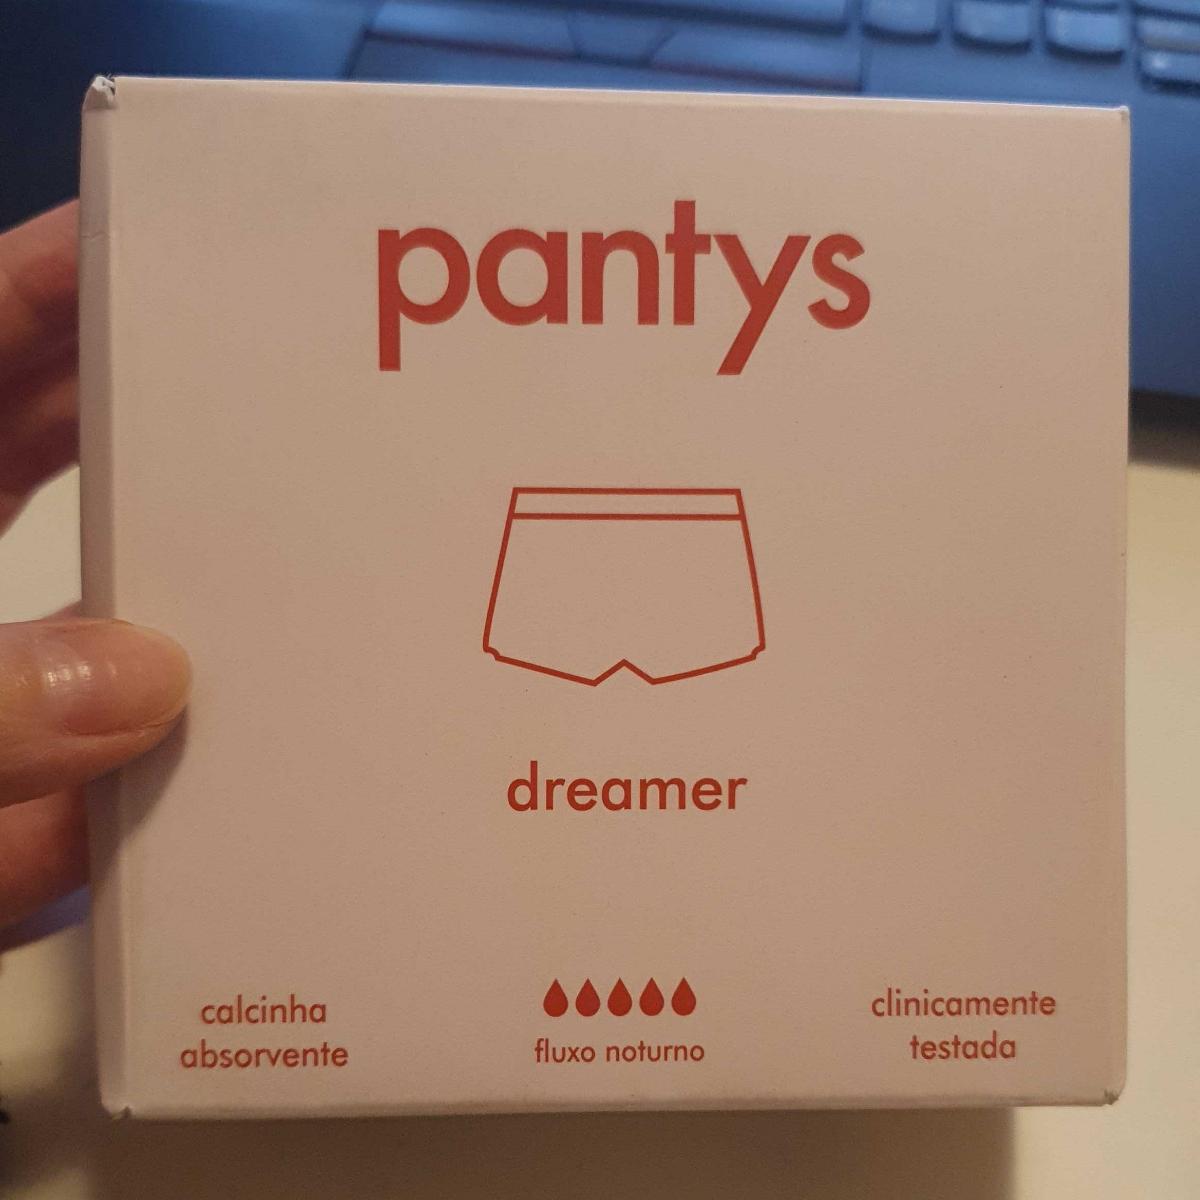 pantys
dreamer
calcinha
absorvente
fluxo noturno
clinicamente
testada